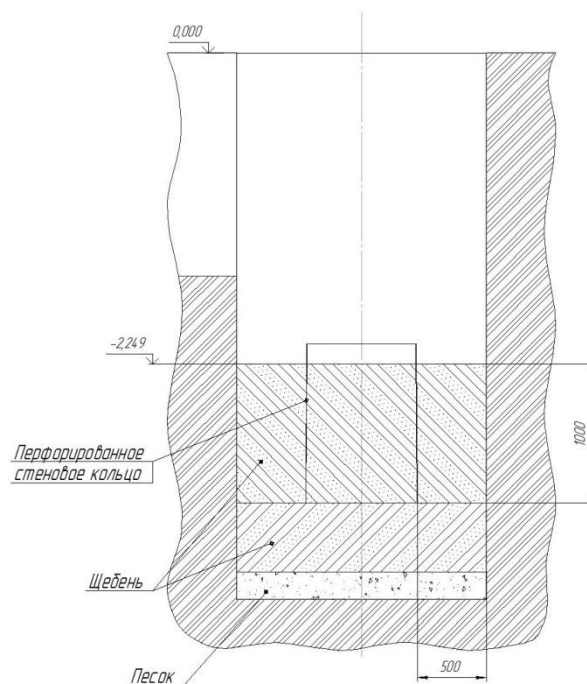 0,000
-2,249
Перфорированное
стеновое кольцо
1000
Щебень
Песок
500